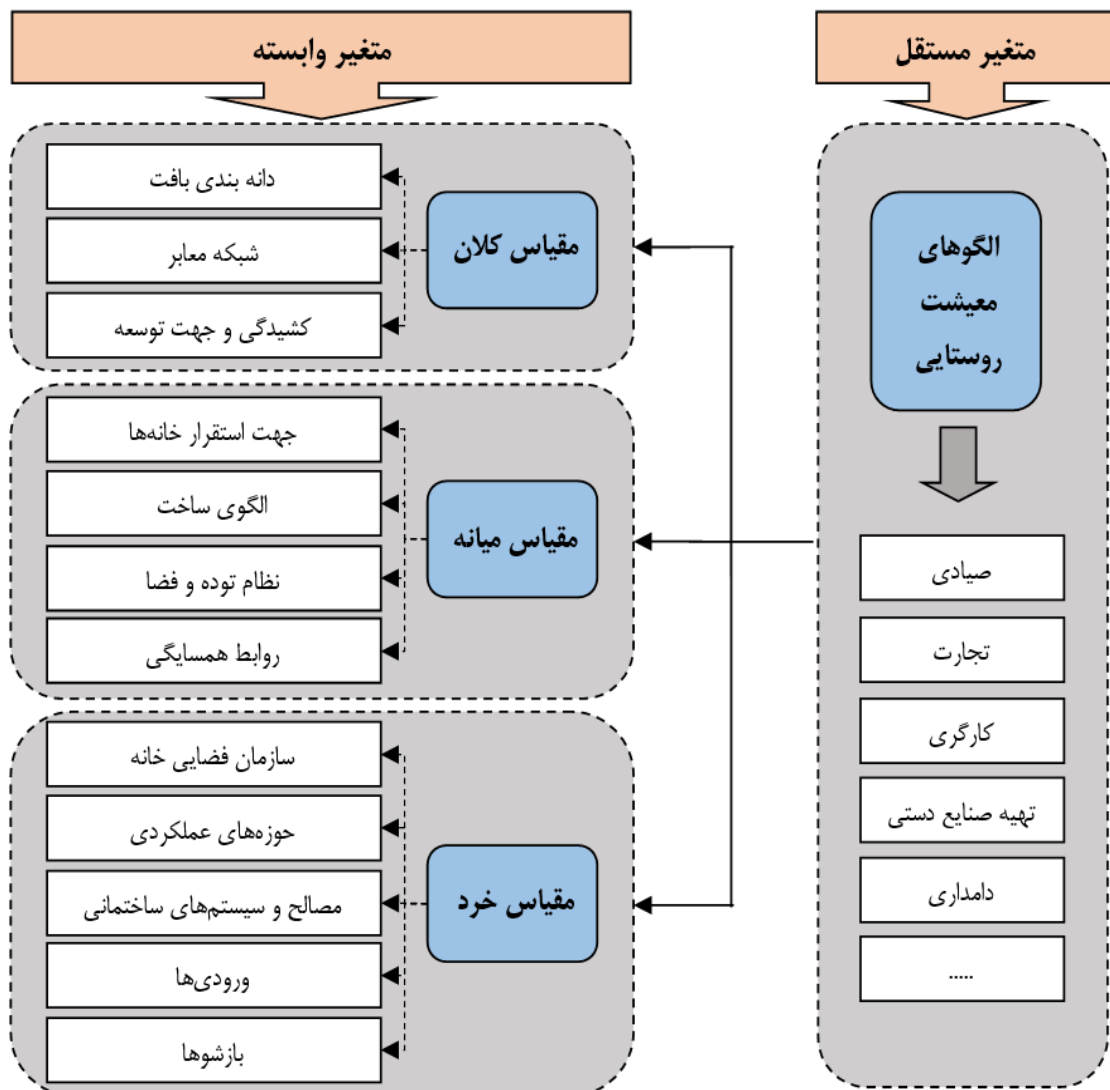 متغیر مستقل
الگوهای
معیشت
روستایی
صیادی
تجارت
کارگری
تهیه صنایع دستی
دامداری
.....
متغیر وابسته
مقیاس کلان
دانه بندی بافت
شبکه معابر
کشیدگی و جهت توسعه
مقیاس میانه
جهت استقرار خانه‌ها
الگوی ساخت
نظام توده و فضا
روابط همسایگی
مقیاس خرد
سازمان فضایی خانه
حوزه‌های عملکردی
مصالح و سیستم‌های ساختمانی
ورودی‌ها
بازشوها